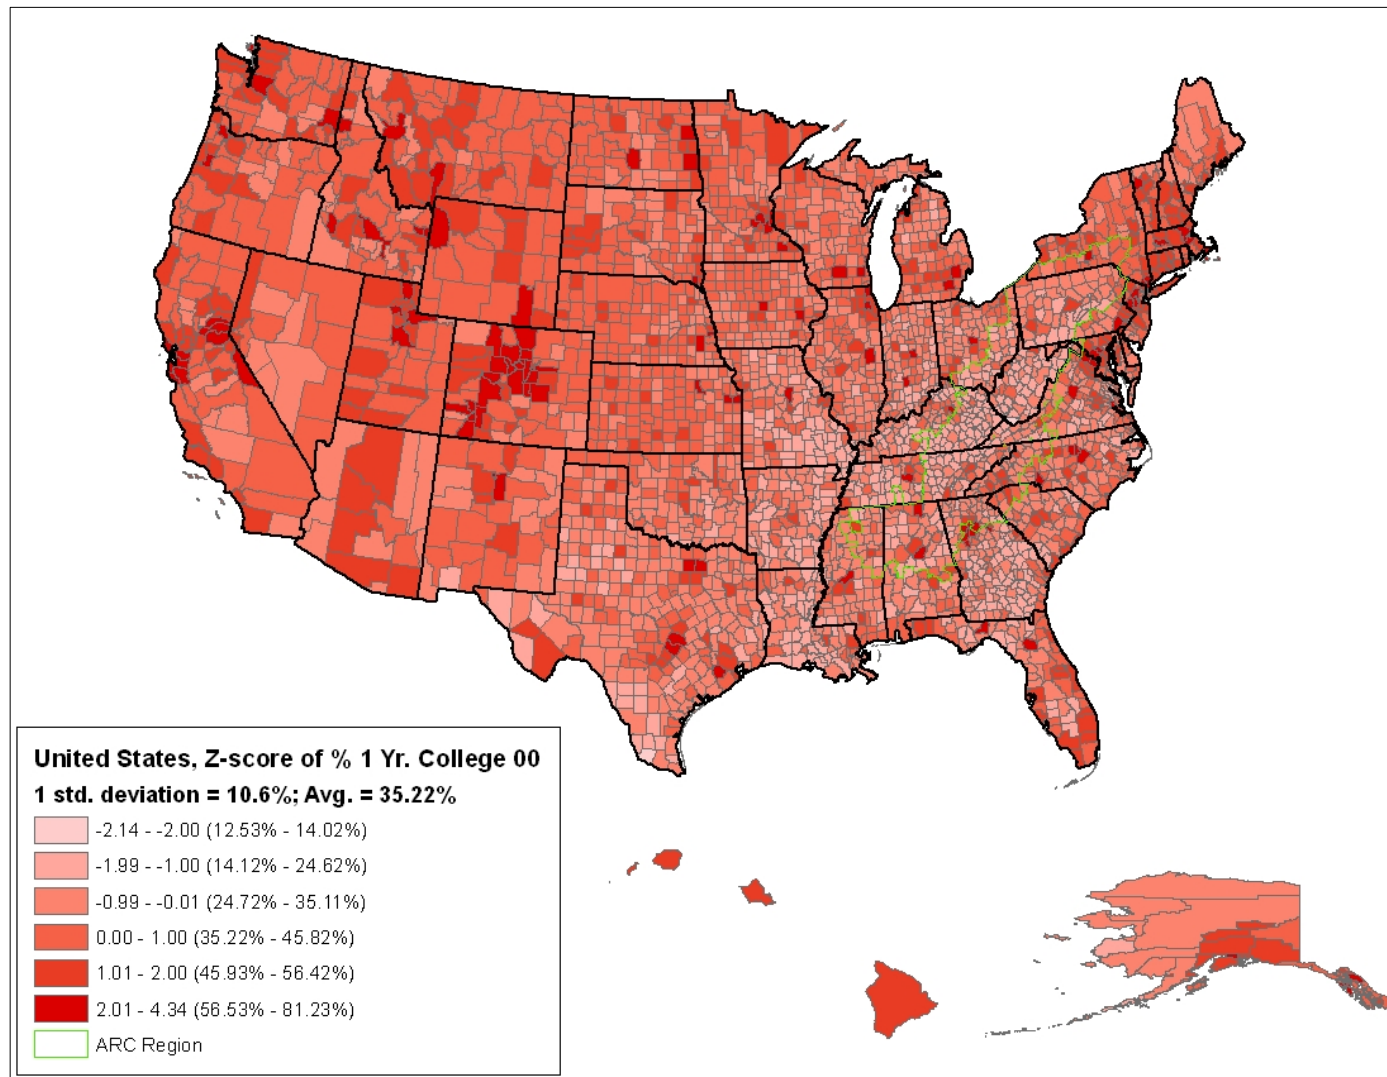 United States, Z-score of % 1 Yr. College 00
1 std. deviation = 10.6%; Avg. = 35.22%
-2.14 - -2.00 (12.53% - 14.02%)
-1.99 - -1.00 (14.12% - 24.62%)
-0.99 - -0.01 (24.72% - 35.11%)
0.00 - 1.00 (35.22% - 45.82%)
1.01 - 2.00 (45.93% - 56.42%)
2.01 - 4.34 (56.53% - 81.23%)
ARC Region